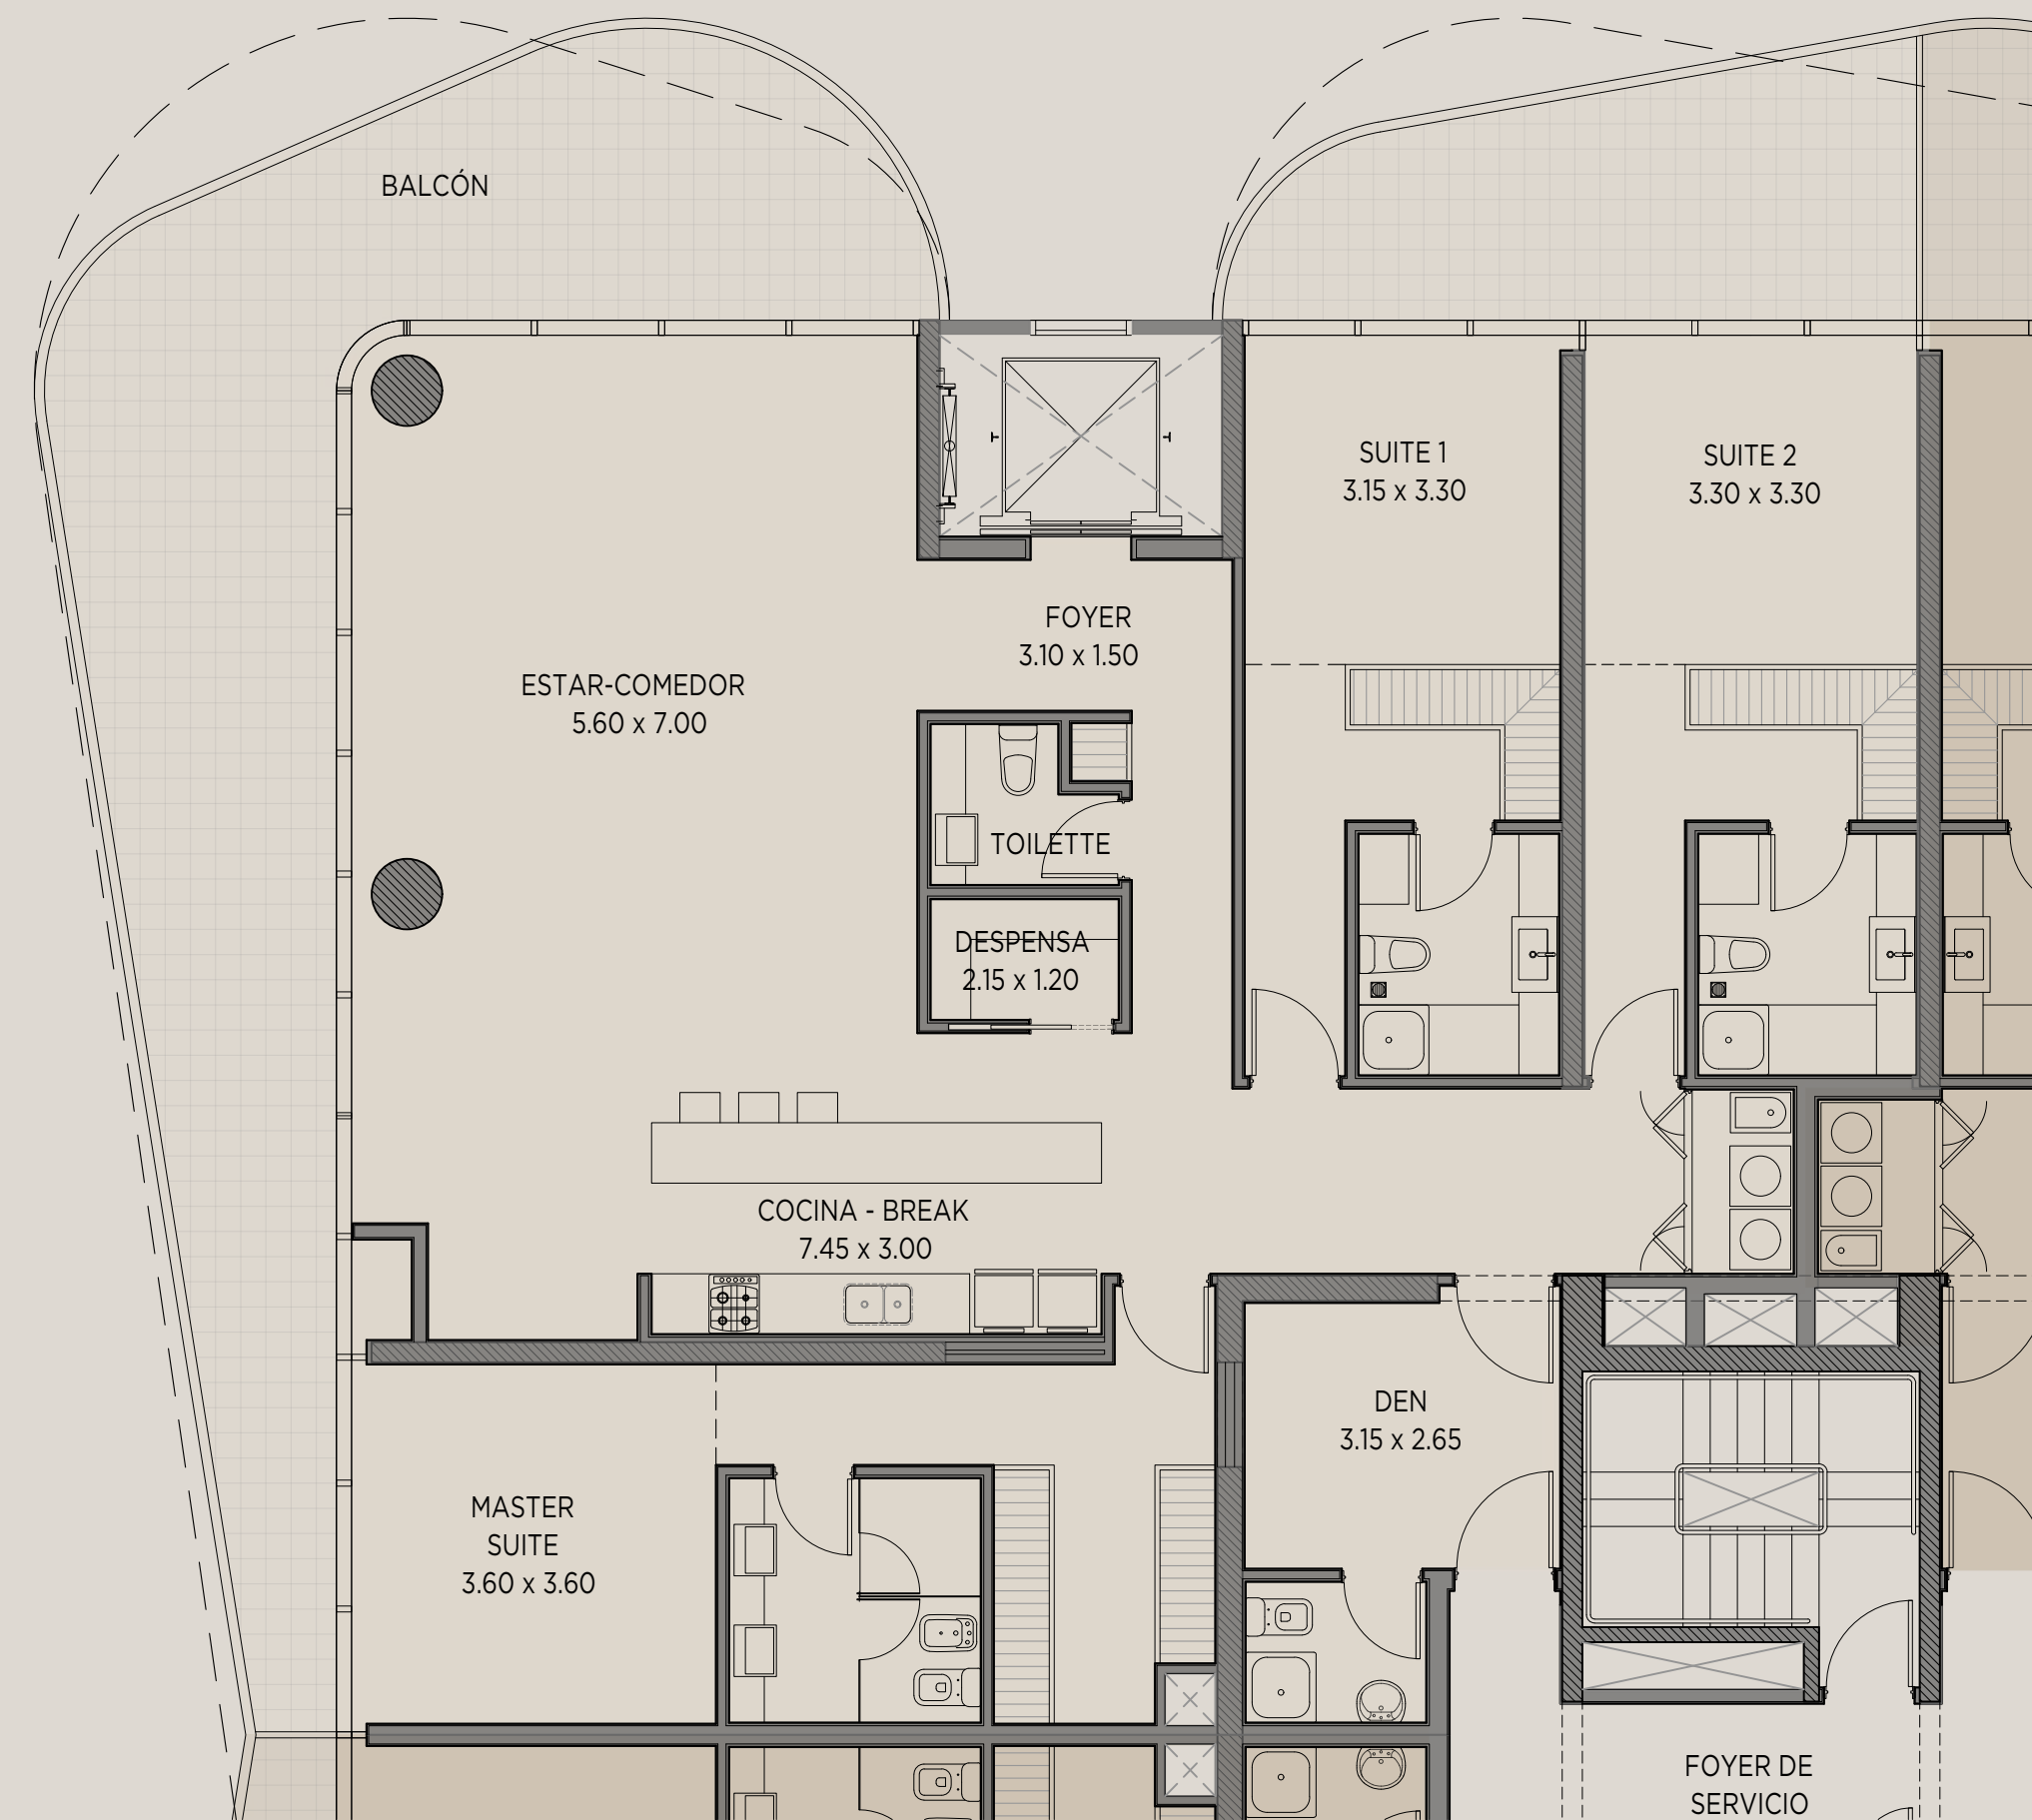 BALCÓN
SUITE 1
3.15 x 3.30
SUITE 2
3.30 x 3.30
FOYER
3.10 x 1.50
ESTAR-COMEDOR
5.60 x 7.00
TOILETTE
DESPENSA
2.15 x 1.20
COCINA - BREAK
7.45 x 3.00
DEN
3.15 x 2.65
MASTER
SUITE
3.60 x 3.60
FOYER DE
SERVICIO